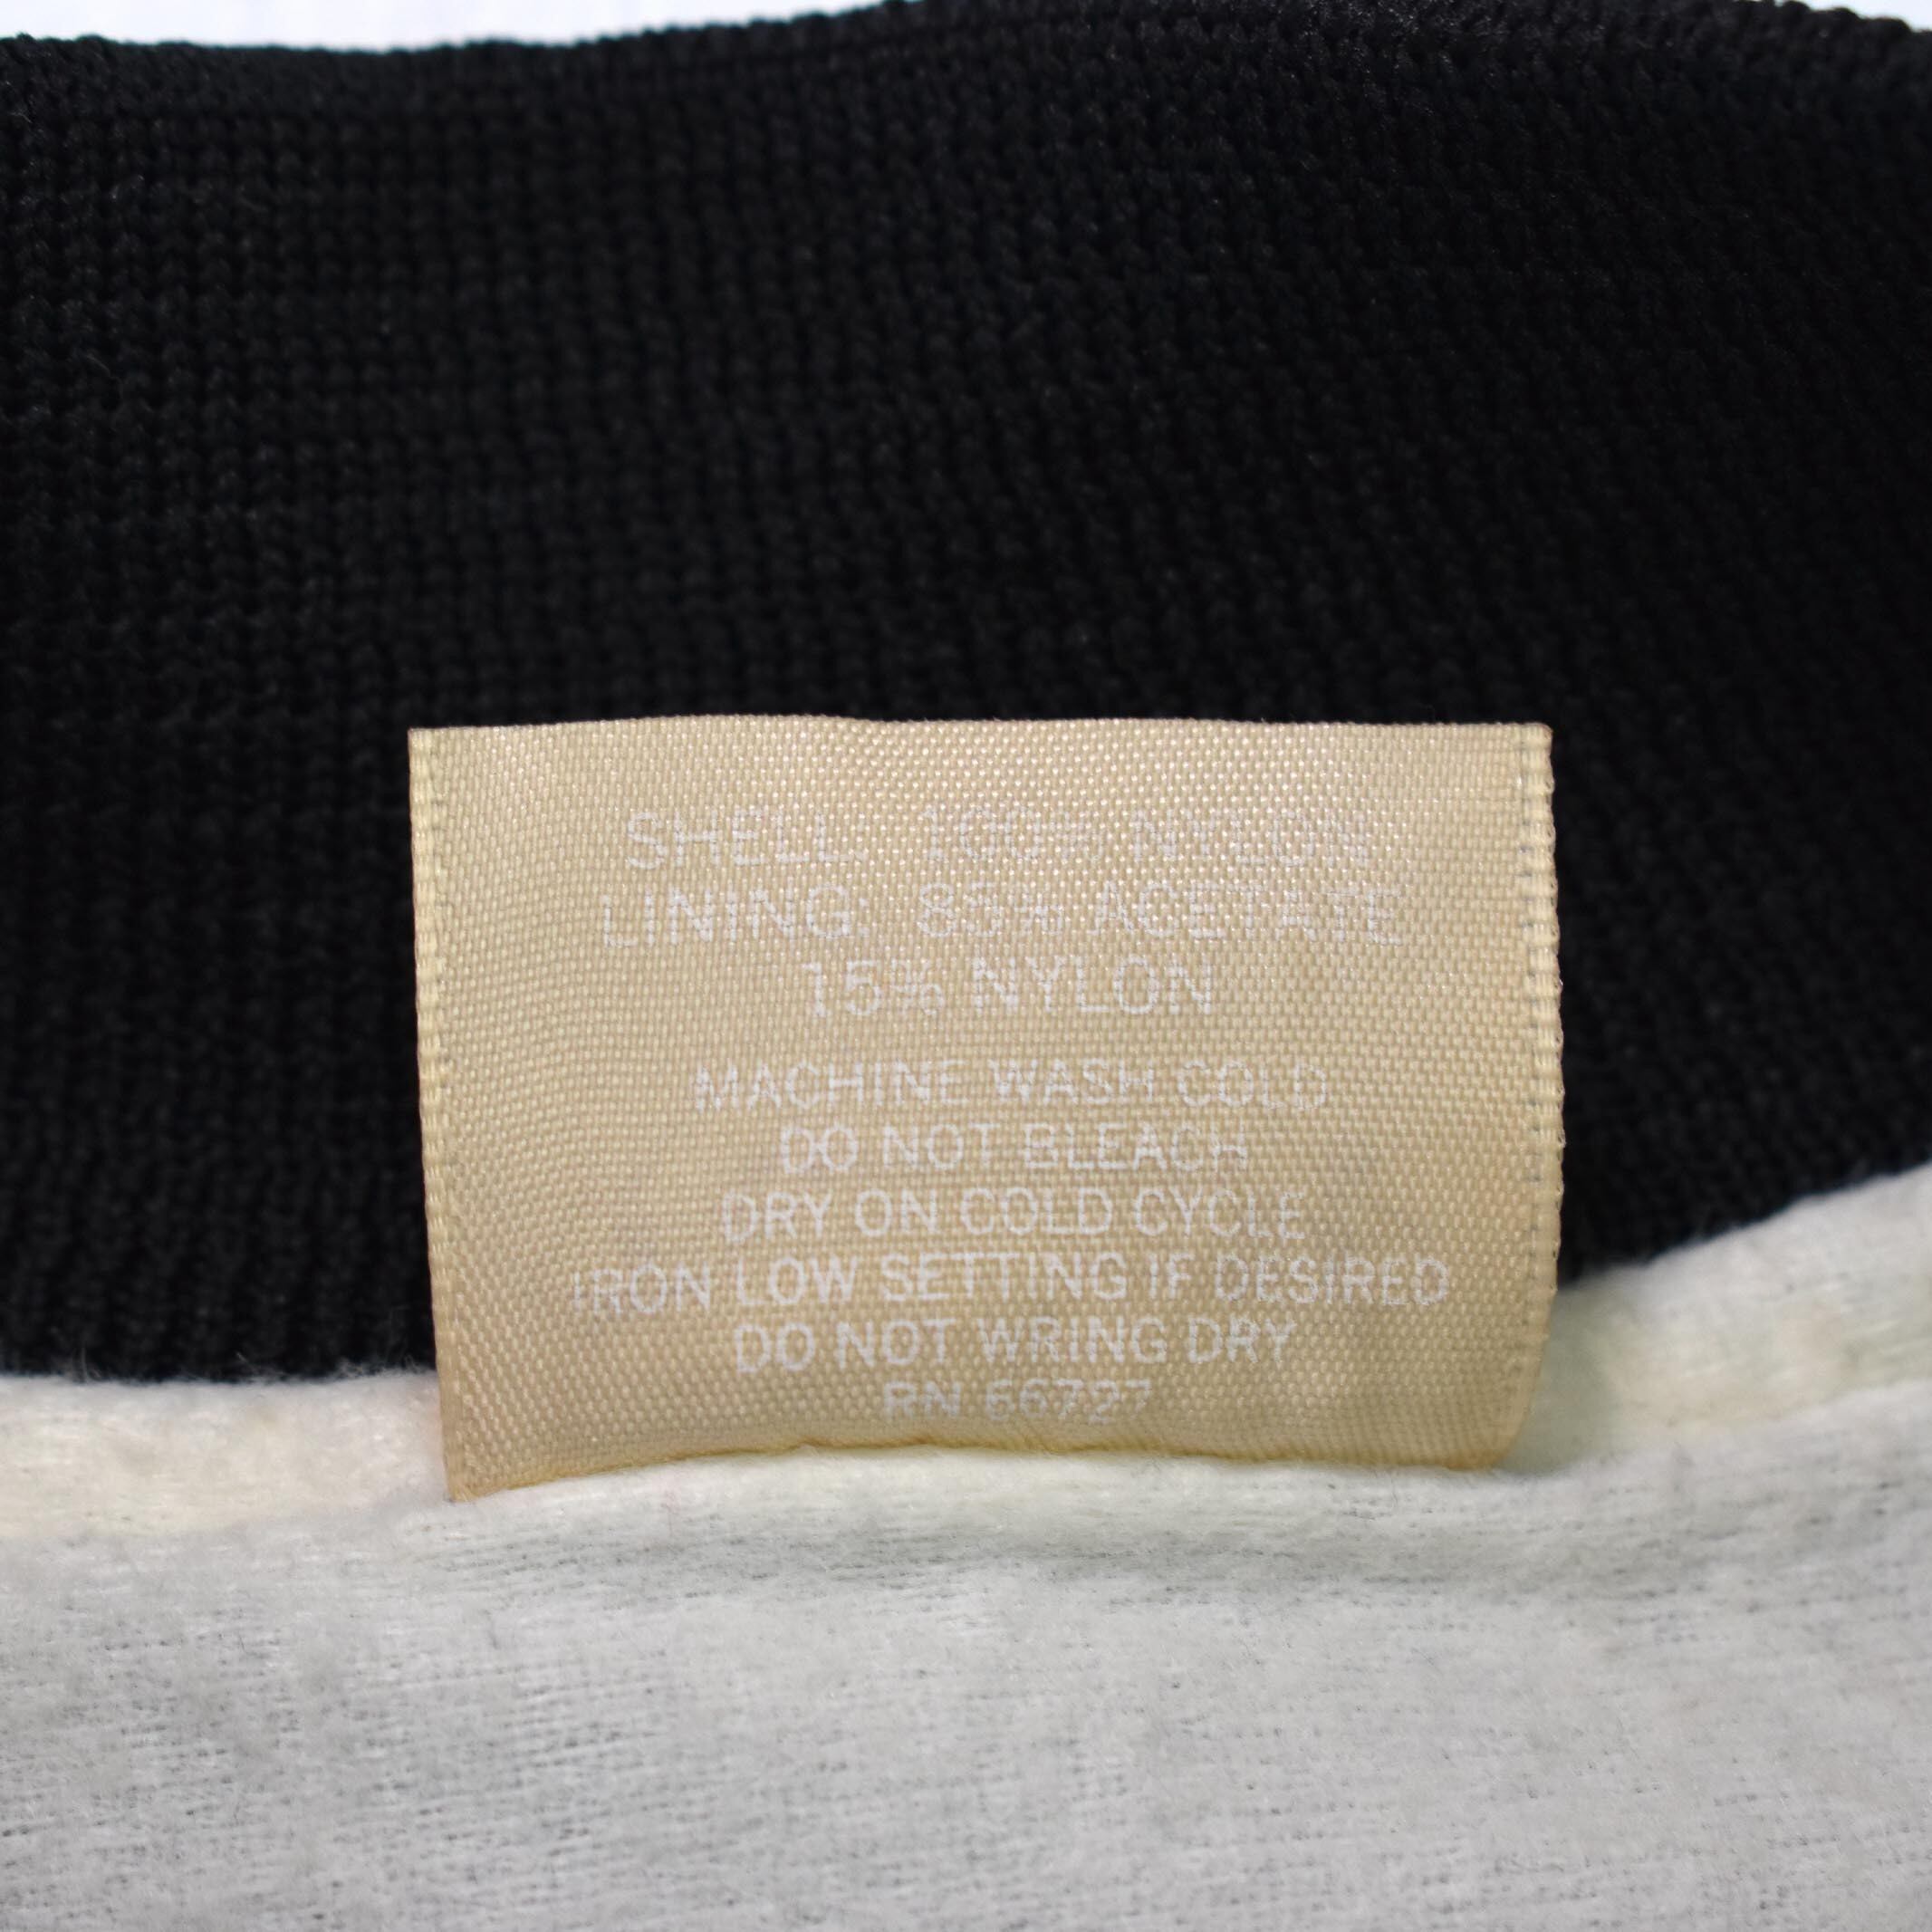 SHELL: 100% NYLON
LINING: 85% ACETATE
15% NYLON
MACHINE WASH COLD
DO NOT BLEACH
DRY ON COLD CYCLE
IRON LOW SETTING IF DESIRED
DO NOT WRING DRY
RN 66727